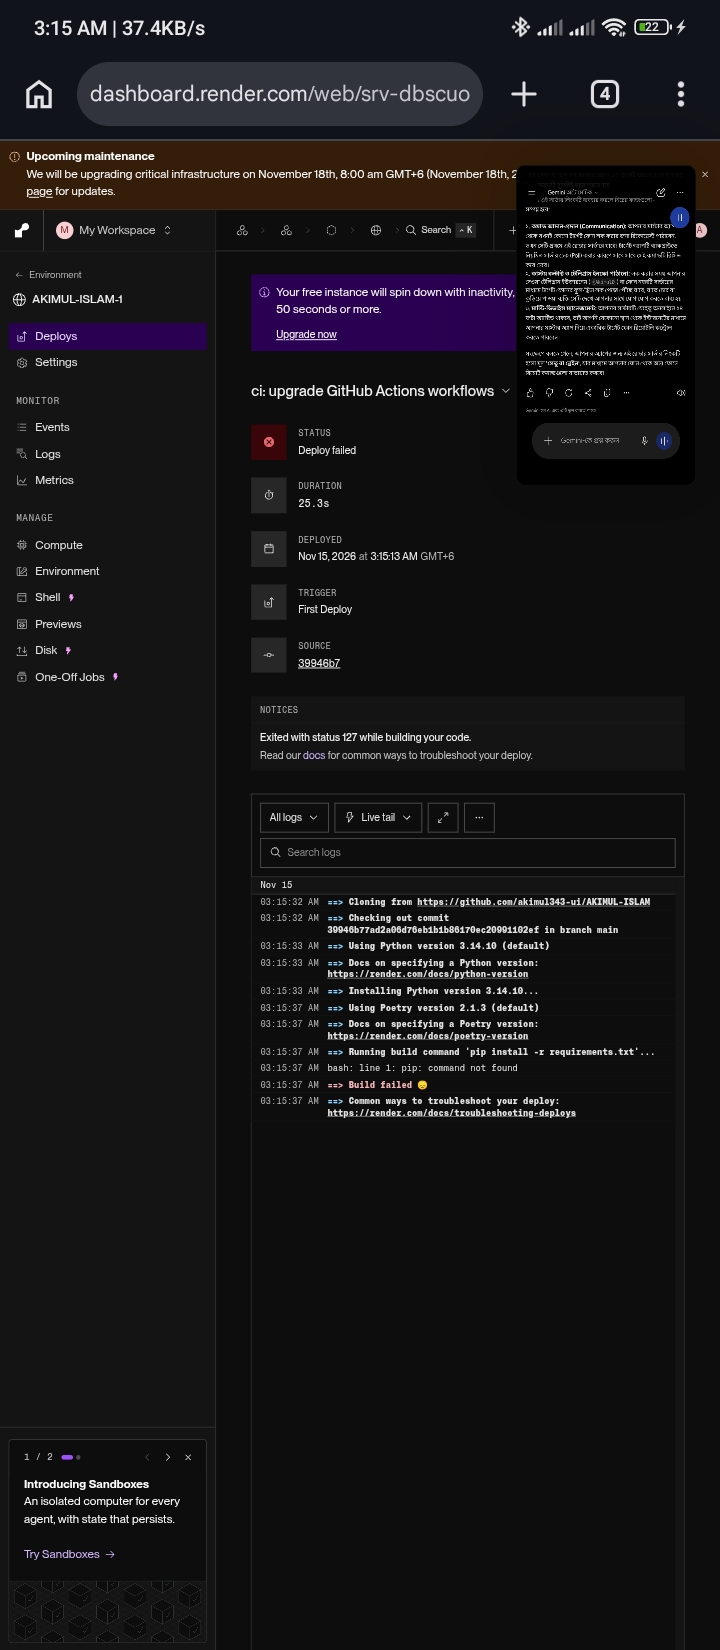 3:15 AM | 37.4KB/s
22
dashboard.render.com/web/srv-dbscuo
4
Upcoming maintenance
We will be upgrading critical infrastructure on November 18th, 8:00 am GMT+6 (November 18th, 2
page for updates.
M My Workspace
Search
K
A
Environment
AKIMUL-ISLAM-1
Deploys
Settings
MONITOR
Events
Logs
Metrics
MANAGE
Compute
Environment
Shell
Previews
Disk
One-Off Jobs
Your free instance will spin down with inactivity,
50 seconds or more.
Upgrade now
ci: upgrade GitHub Actions workflows
STATUS
Deploy failed
DURATION
25.3s
DEPLOYED
Nov 15, 2026 at 3:15:13 AM GMT+6
TRIGGER
First Deploy
SOURCE
39946b7
NOTICES
Exited with status 127 while building your code.
Read our docs for common ways to troubleshoot your deploy.
All logs
Live tail
Search logs
Nov 15
03:15:32 AM ==> Cloning from https://github.com/akimul343-ui/AKIMUL-ISLAM
03:15:32 AM ==> Checking out commit
39946b77ad2a06d76eb1b1b86170ec20991102ef in branch main
03:15:33 AM ==> Using Python version 3.14.10 (default)
03:15:33 AM ==> Docs on specifying a Python version:
https://render.com/docs/python-version
03:15:33 AM ==> Installing Python version 3.14.10...
03:15:37 AM ==> Using Poetry version 2.1.3 (default)
03:15:37 AM ==> Docs on specifying a Poetry version:
https://render.com/docs/poetry-version
03:15:37 AM ==> Running build command 'pip install -r requirements.txt'...
03:15:37 AM bash: line 1: pip: command not found
03:15:37 AM ==> Build failed 😞
03:15:37 AM ==> Common ways to troubleshoot your deploy:
https://render.com/docs/troubleshooting-deploys
1 / 2
Introducing Sandboxes
An isolated computer for every
agent, with state that persists.
Try Sandboxes →
Gemini
(Communication):
Gemini-কে প্রশ্ন করুন